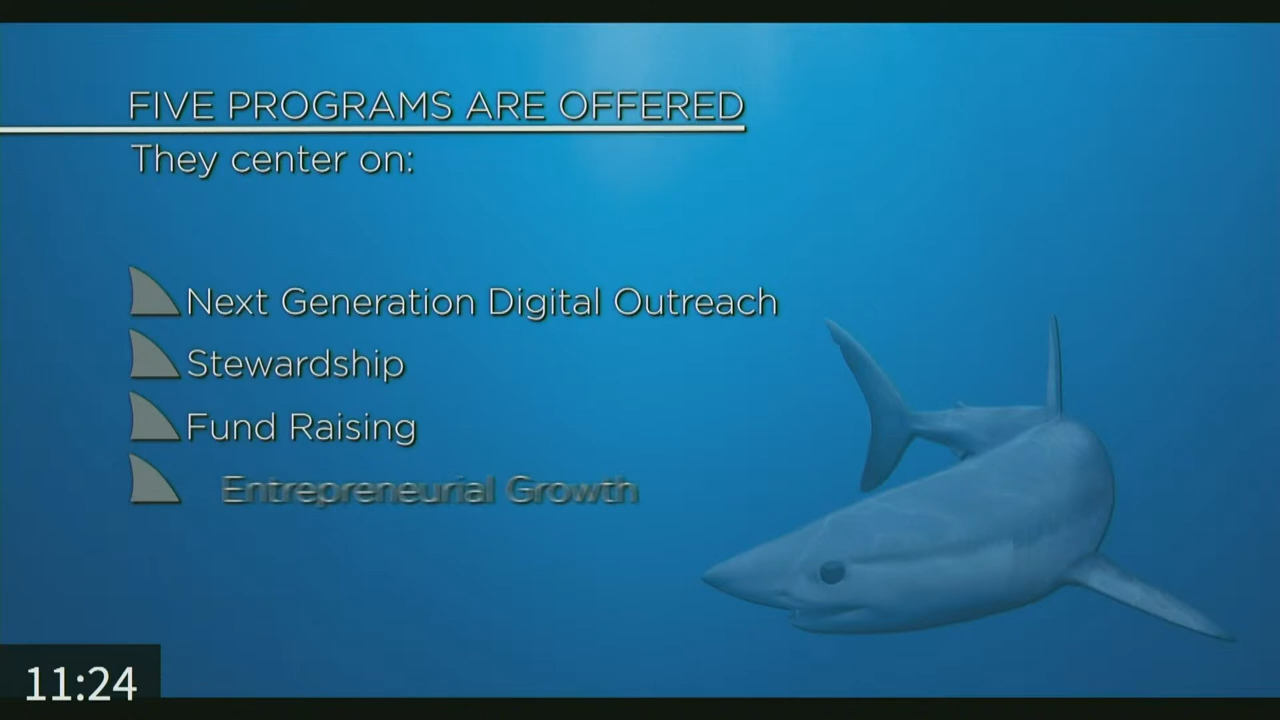 FIVE PROGRAMS ARE OFFERED
They center on:
Next Generation Digital Outreach
Stewardship
Fund Raising
Entrepreneurial Growth
11:24